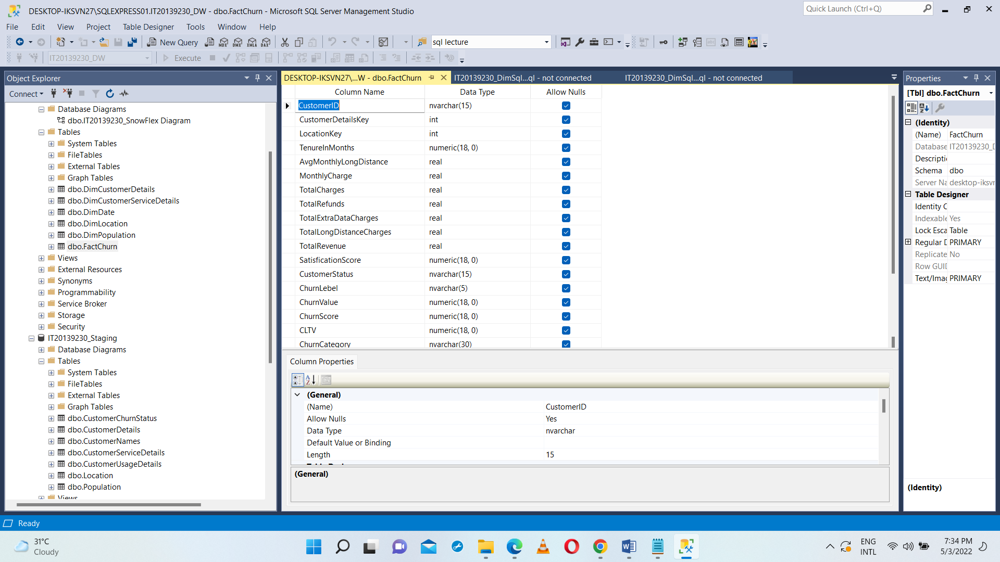 DESKTOP-IKSVN27\SQLEXPRESS01.IT20139230_DW - dbo.FactChurn - Microsoft SQL Server Management Studio
Quick Launch (Ctrl+Q)
File Edit View Project Table Designer Tools Window Help
New Query MDX DMX XMLA DAX sql lecture
IT20139230_DW Execute
Object Explorer
Connect
Database Diagrams
dbo.IT20139230_SnowFlex Diagram
Tables
System Tables
FileTables
External Tables
Graph Tables
dbo.DimCustomerDetails
dbo.DimCustomerServiceDetails
dbo.DimDate
dbo.DimLocation
dbo.DimPopulation
dbo.FactChurn
Views
External Resources
Synonyms
Programmability
Service Broker
Storage
Security
IT20139230_Staging
Database Diagrams
Tables
System Tables
FileTables
External Tables
Graph Tables
dbo.CustomerChurnStatus
dbo.CustomerDetails
dbo.CustomerNames
dbo.CustomerServiceDetails
dbo.CustomerUsageDetails
dbo.Location
dbo.Population
Views
DESKTOP-IKSVN27\...W - dbo.FactChurn IT20139230_DimSql...ql - not connected IT20139230_DimSql...ql - not connected
Column Name Data Type Allow Nulls
CustomerID nvarchar(15)
CustomerDetailsKey int
LocationKey int
TenureInMonths numeric(18, 0)
AvgMonthlyLongDistance real
MonthlyCharge real
TotalCharges real
TotalRefunds real
TotalExtraDataCharges real
TotalLongDistanceCharges real
TotalRevenue real
SatisficationScore numeric(18, 0)
CustomerStatus nvarchar(15)
ChurnLebel nvarchar(5)
ChurnValue numeric(18, 0)
ChurnScore numeric(18, 0)
CLTV numeric(18, 0)
ChurnCategory nvarchar(30)
Column Properties
(General)
(Name) CustomerID
Allow Nulls Yes
Data Type nvarchar
Default Value or Binding
Length 15
(General)
Properties
[Tbl] dbo.FactChurn
(Identity)
(Name) FactChurn
Database IT20139230_D
Descripti
Schema dbo
Server Na desktop-iksvn
Table Designer
Identity C
Indexable Yes
Lock Esca Table
Regular D PRIMARY
Replicate No
Row GUID
Text/Imag PRIMARY
(Identity)
Ready
31°C
Cloudy
ENG
INTL
7:34 PM
5/3/2022